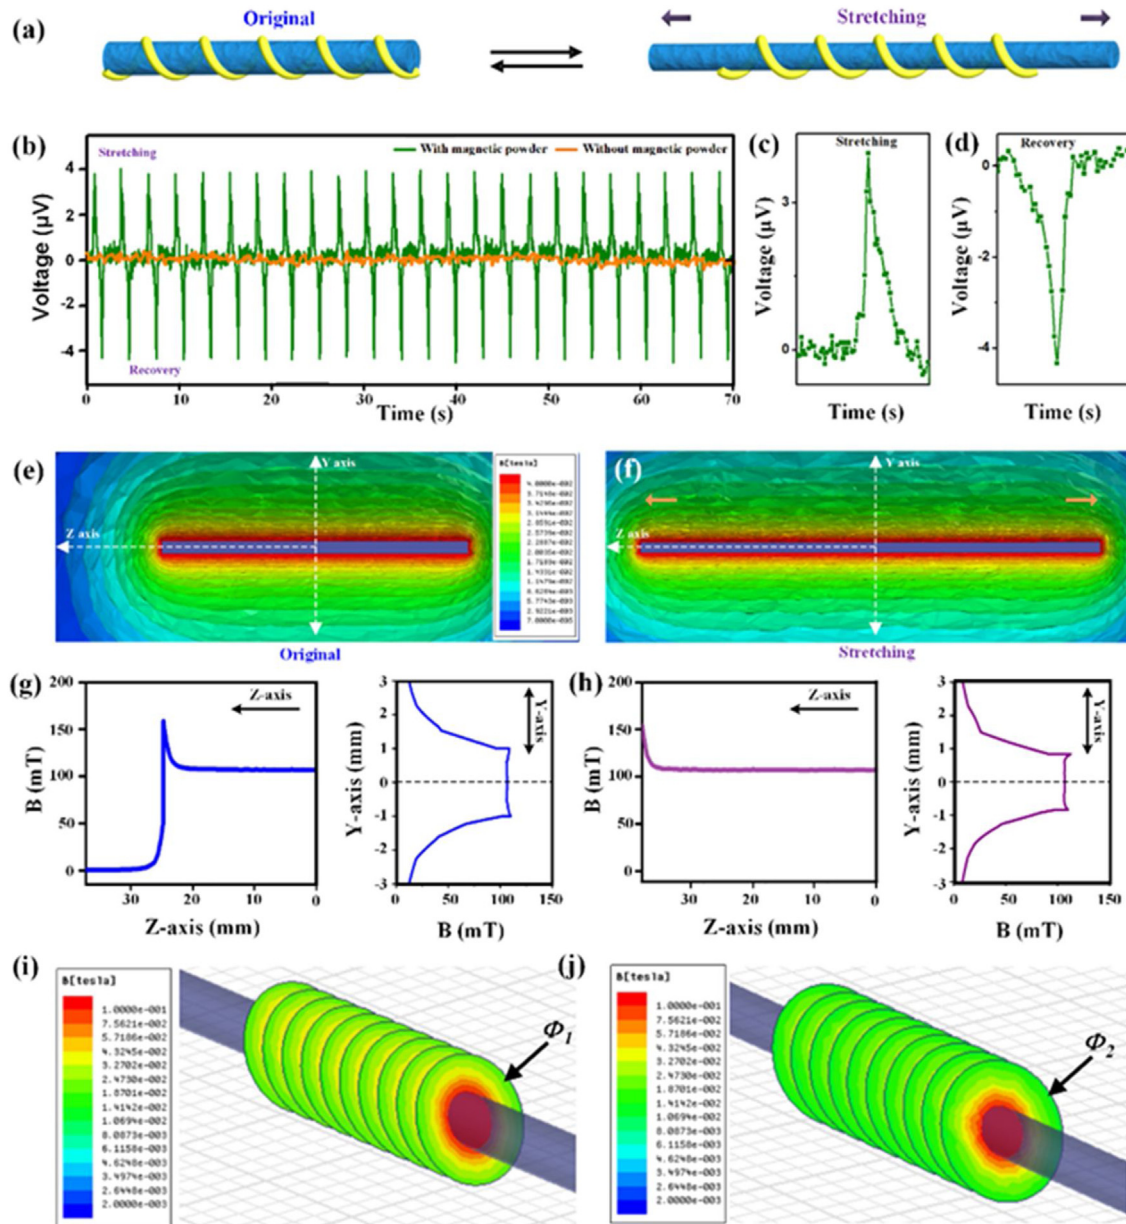 (a)
Original
Stretching
(b)
Stretching
With magnetic powder
Without magnetic powder
Recovery
Voltage (µV)
4
2
0
-2
-4
0
10
20
30
40
50
60
70
Time (s)
(c)
Stretching
Voltage (µV)
3
0
Time (s)
(d)
Recovery
Voltage (µV)
0
-2
-4
Time (s)
(e)
Y axis
Z axis
B[tesla]
Original
(f)
Y axis
Z axis
Stretching
(g)
200
150
100
50
0
B (mT)
Z-axis
30
20
10
0
Z-axis (mm)
3
2
1
0
-1
-2
-3
Y-axis (mm)
Y-axis
0
50
100
150
B (mT)
(h)
200
150
100
50
0
B (mT)
Z-axis
30
20
10
0
Z-axis (mm)
3
2
1
0
-1
-2
-3
Y-axis (mm)
Y-axis
0
50
100
150
B (mT)
(i)
B[tesla]
1.0000e-001
7.5621e-002
5.7186e-002
4.3245e-002
3.2702e-002
2.4730e-002
1.8701e-002
1.4142e-002
1.0694e-002
8.0873e-003
6.1158e-003
4.6248e-003
3.4974e-003
2.6448e-003
2.0000e-003
Φ1
(j)
B[tesla]
1.0000e-001
7.5621e-002
5.7186e-002
4.3245e-002
3.2702e-002
2.4730e-002
1.8701e-002
1.4142e-002
1.0694e-002
8.0873e-003
6.1158e-003
4.6248e-003
3.4974e-003
2.6448e-003
2.0000e-003
Φ2